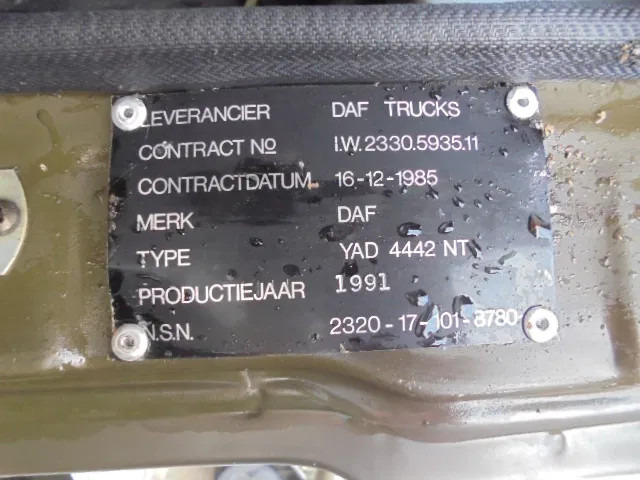 LEVERANCIER DAF TRUCKS
CONTRACT No I.W.2330.5935.11
CONTRACTDATUM 16-12-1985
MERK DAF
TYPE YAD 4442 NT
PRODUCTIEJAAR 1991
N.S.N. 2320-17-101-8780